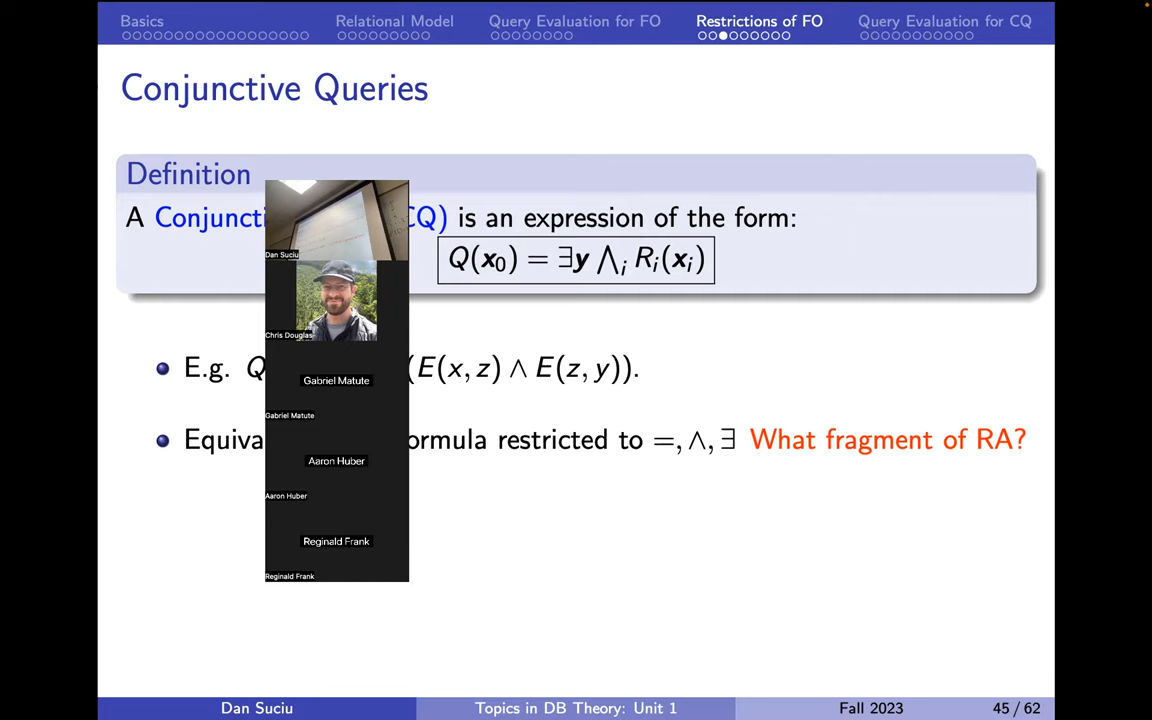 Basics Relational Model Query Evaluation for FO Restrictions of FO Query Evaluation for CQ
Conjunctive Queries
Definition
A Conjuncti CQ) is an expression of the form:
Q(x₀) = ∃y ⋀ᵢ Rᵢ(xᵢ)
Dan Suciu
Chris Douglas
E.g. Q (E(x, z) ∧ E(z, y)).
Gabriel Matute
Gabriel Matute
Equiva ormula restricted to =, ∧, ∃ What fragment of RA?
Aaron Huber
Aaron Huber
Reginald Frank
Reginald Frank
Dan Suciu Topics in DB Theory: Unit 1 Fall 2023 45 / 62